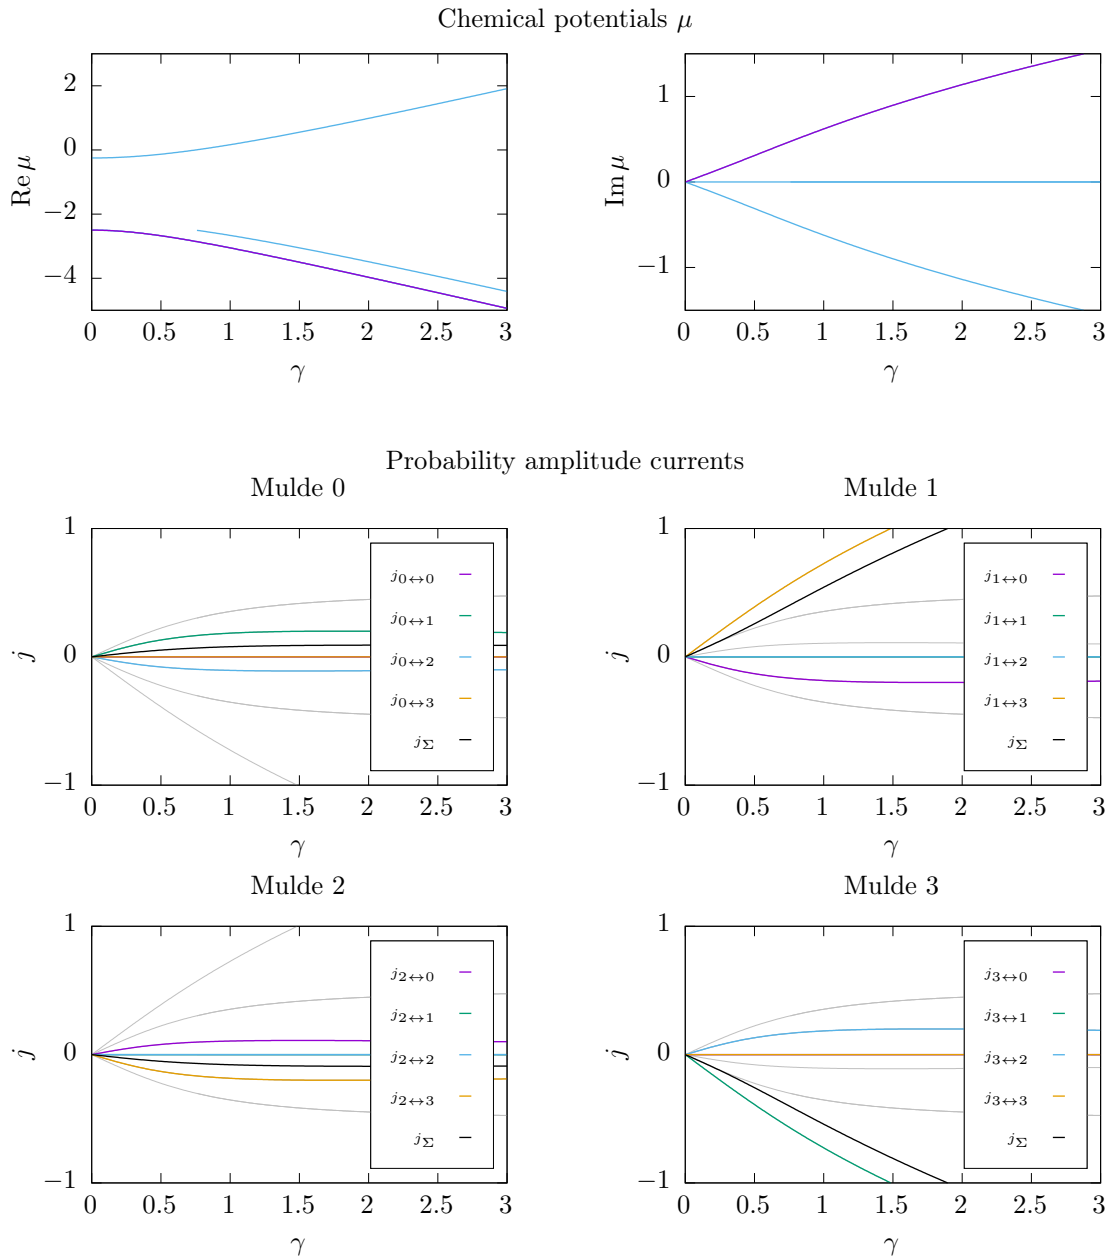 Chemical potentials μ
Re μ
2
0
−2
−4
0 0.5 1 1.5 2 2.5 3
γ
Im μ
1
0
−1
0 0.5 1 1.5 2 2.5 3
γ
Probability amplitude currents
Mulde 0
j
1
0
−1
0 0.5 1 1.5 2 2.5 3
γ
j0↔0
j0↔1
j0↔2
j0↔3
jΣ
Mulde 1
j
1
0
−1
0 0.5 1 1.5 2 2.5 3
γ
j1↔0
j1↔1
j1↔2
j1↔3
jΣ
Mulde 2
j
1
0
−1
0 0.5 1 1.5 2 2.5 3
γ
j2↔0
j2↔1
j2↔2
j2↔3
jΣ
Mulde 3
j
1
0
−1
0 0.5 1 1.5 2 2.5 3
γ
j3↔0
j3↔1
j3↔2
j3↔3
jΣ